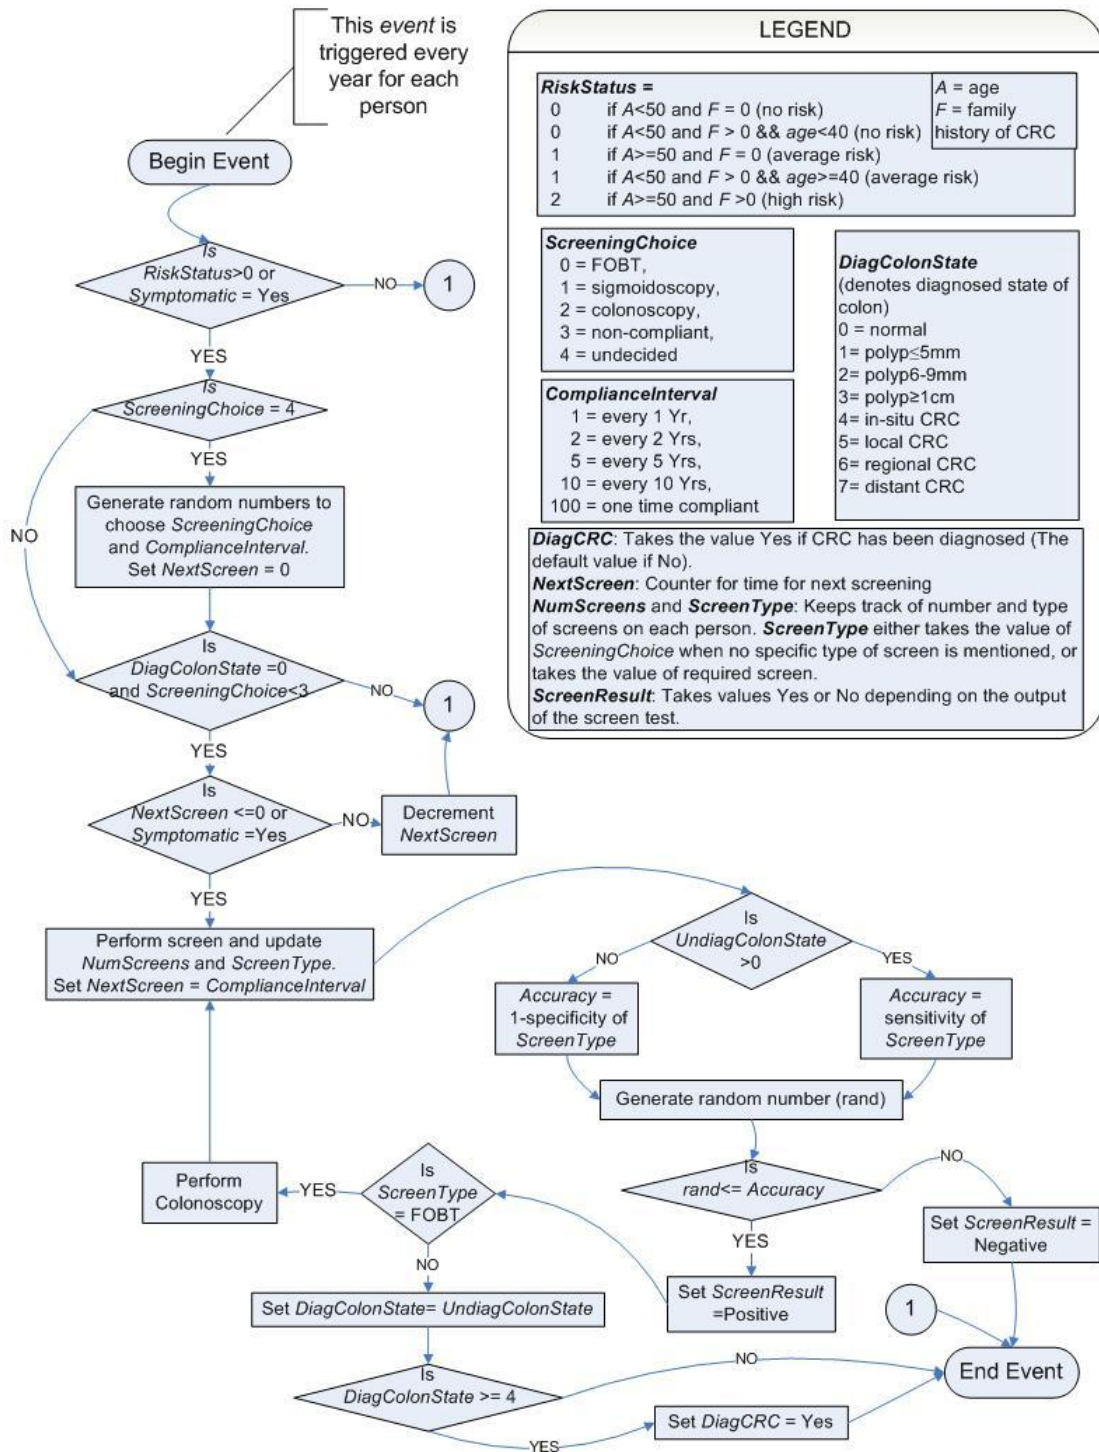 This event is
triggered every
year for each
person
Begin Event
Is
RiskStatus>0 or
Symptomatic = Yes
NO
1
YES
Is
ScreeningChoice = 4
YES
NO
Generate random numbers to
choose ScreeningChoice
and ComplianceInterval.
Set NextScreen = 0
Is
DiagColonState =0
and ScreeningChoice<3
NO
1
YES
Is
NextScreen <=0 or
Symptomatic =Yes
NO
Decrement
NextScreen
YES
Perform screen and update
NumScreens and ScreenType.
Set NextScreen = ComplianceInterval
LEGEND
RiskStatus =
0 if A<50 and F = 0 (no risk)
0 if A<50 and F > 0 && age<40 (no risk)
1 if A>=50 and F = 0 (average risk)
1 if A<50 and F > 0 && age>=40 (average risk)
2 if A>=50 and F >0 (high risk)
A = age
F = family
history of CRC
ScreeningChoice
0 = FOBT,
1 = sigmoidoscopy,
2 = colonoscopy,
3 = non-compliant,
4 = undecided
ComplianceInterval
1 = every 1 Yr,
2 = every 2 Yrs,
5 = every 5 Yrs,
10 = every 10 Yrs,
100 = one time compliant
DiagColonState
(denotes diagnosed state of
colon)
0 = normal
1= polyp≤5mm
2= polyp6-9mm
3= polyp≥1cm
4= in-situ CRC
5= local CRC
6= regional CRC
7= distant CRC
DiagCRC: Takes the value Yes if CRC has been diagnosed (The
default value if No).
NextScreen: Counter for time for next screening
NumScreens and ScreenType: Keeps track of number and type
of screens on each person. ScreenType either takes the value of
ScreeningChoice when no specific type of screen is mentioned, or
takes the value of required screen.
ScreenResult: Takes values Yes or No depending on the output
of the screen test.
Is
UndiagColonState
>0
NO
YES
Accuracy =
1-specificity of
ScreenType
Accuracy =
sensitivity of
ScreenType
Generate random number (rand)
Is
rand<= Accuracy
NO
YES
Set ScreenResult =
Negative
Set ScreenResult
=Positive
Is
ScreenType
= FOBT
YES
Perform
Colonoscopy
NO
Set DiagColonState= UndiagColonState
Is
DiagColonState >= 4
NO
YES
Set DiagCRC = Yes
1
End Event